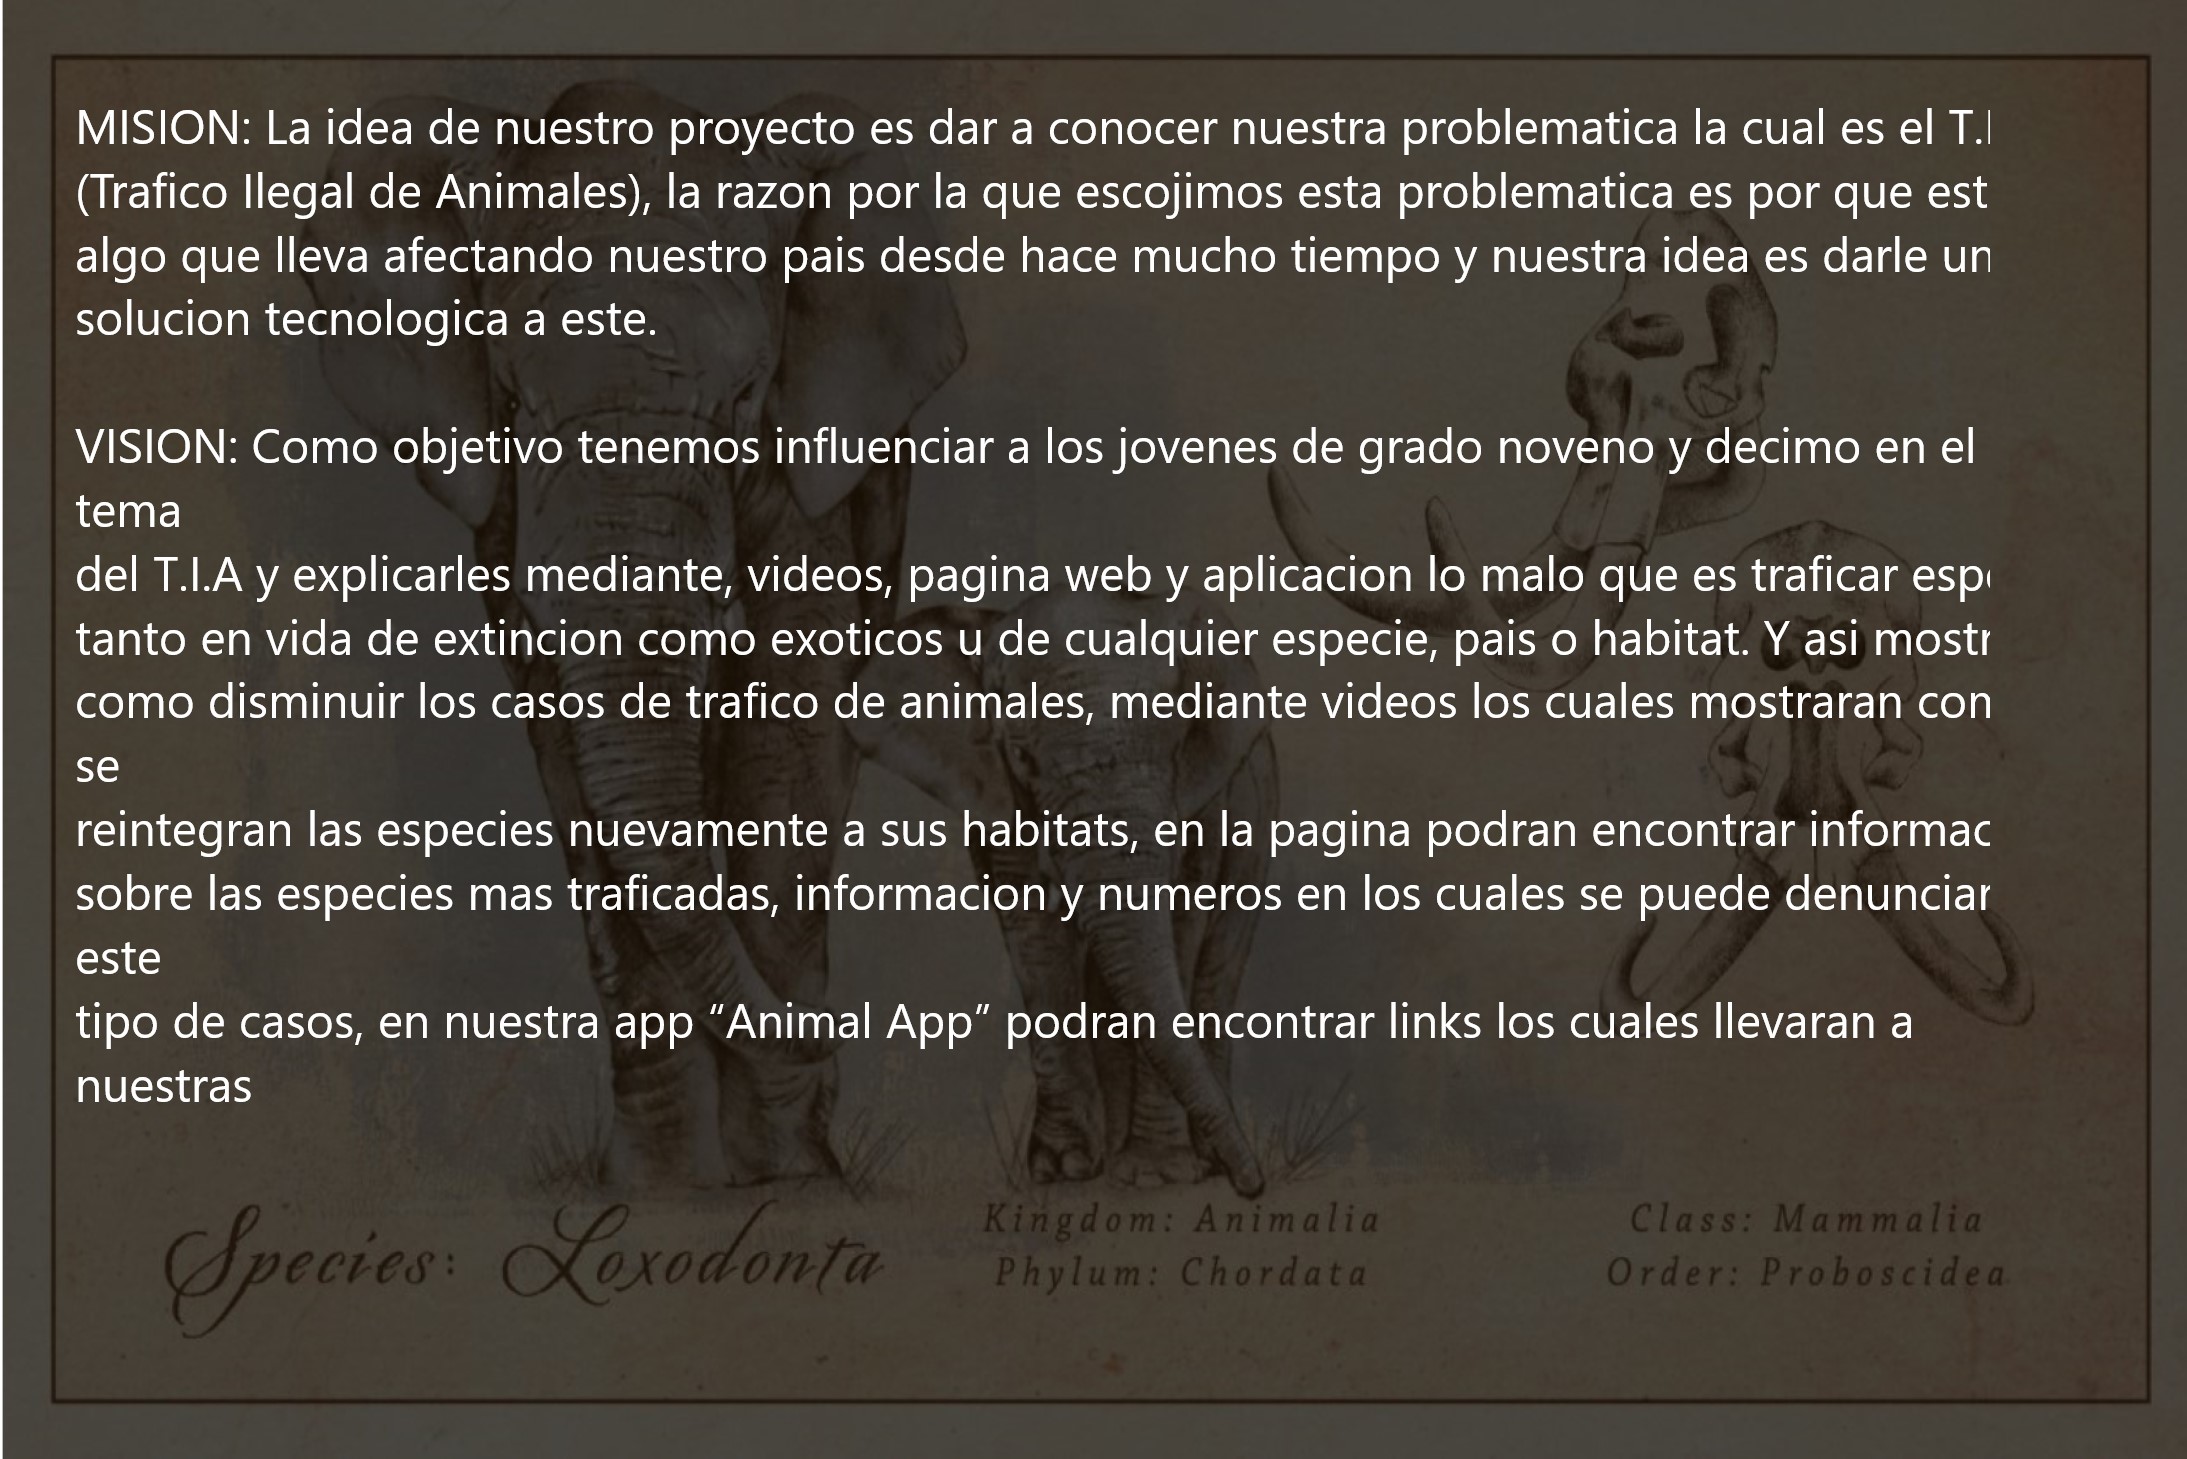 MISION: La idea de nuestro proyecto es dar a conocer nuestra problematica la cual es el
(Trafico Ilegal de Animales), la razon por la que escojimos esta problematica es por que est
algo que lleva afectando nuestro pais desde hace mucho tiempo y nuestra idea es darle un
solucion tecnologica a este.
VISION: Como objetivo tenemos influenciar a los jovenes de grado noveno y decimo en el
tema
del T.I.A y explicarles mediante, videos, pagina web y aplicacion lo malo que es traficar
tanto en vida de extincion como exoticos u de cualquier especie, pais o habitat. Y asi mostr
como disminuir los casos de trafico de animales, mediante videos los cuales mostraran
se
reintegran las especies nuevamente a sus habitats, en la pagina podran encontrar informac
sobre las especies mas traficadas, informacion y numeros en los cuales se puede denunciar
este
tipo de casos, en nuestra app “Animal App” podran encontrar links los cuales llevaran a
nuestras
Species: Loxodonta
Kingdom: Animalia
Phylum: Chordata
Class: Mammalia
Order: Proboscidea